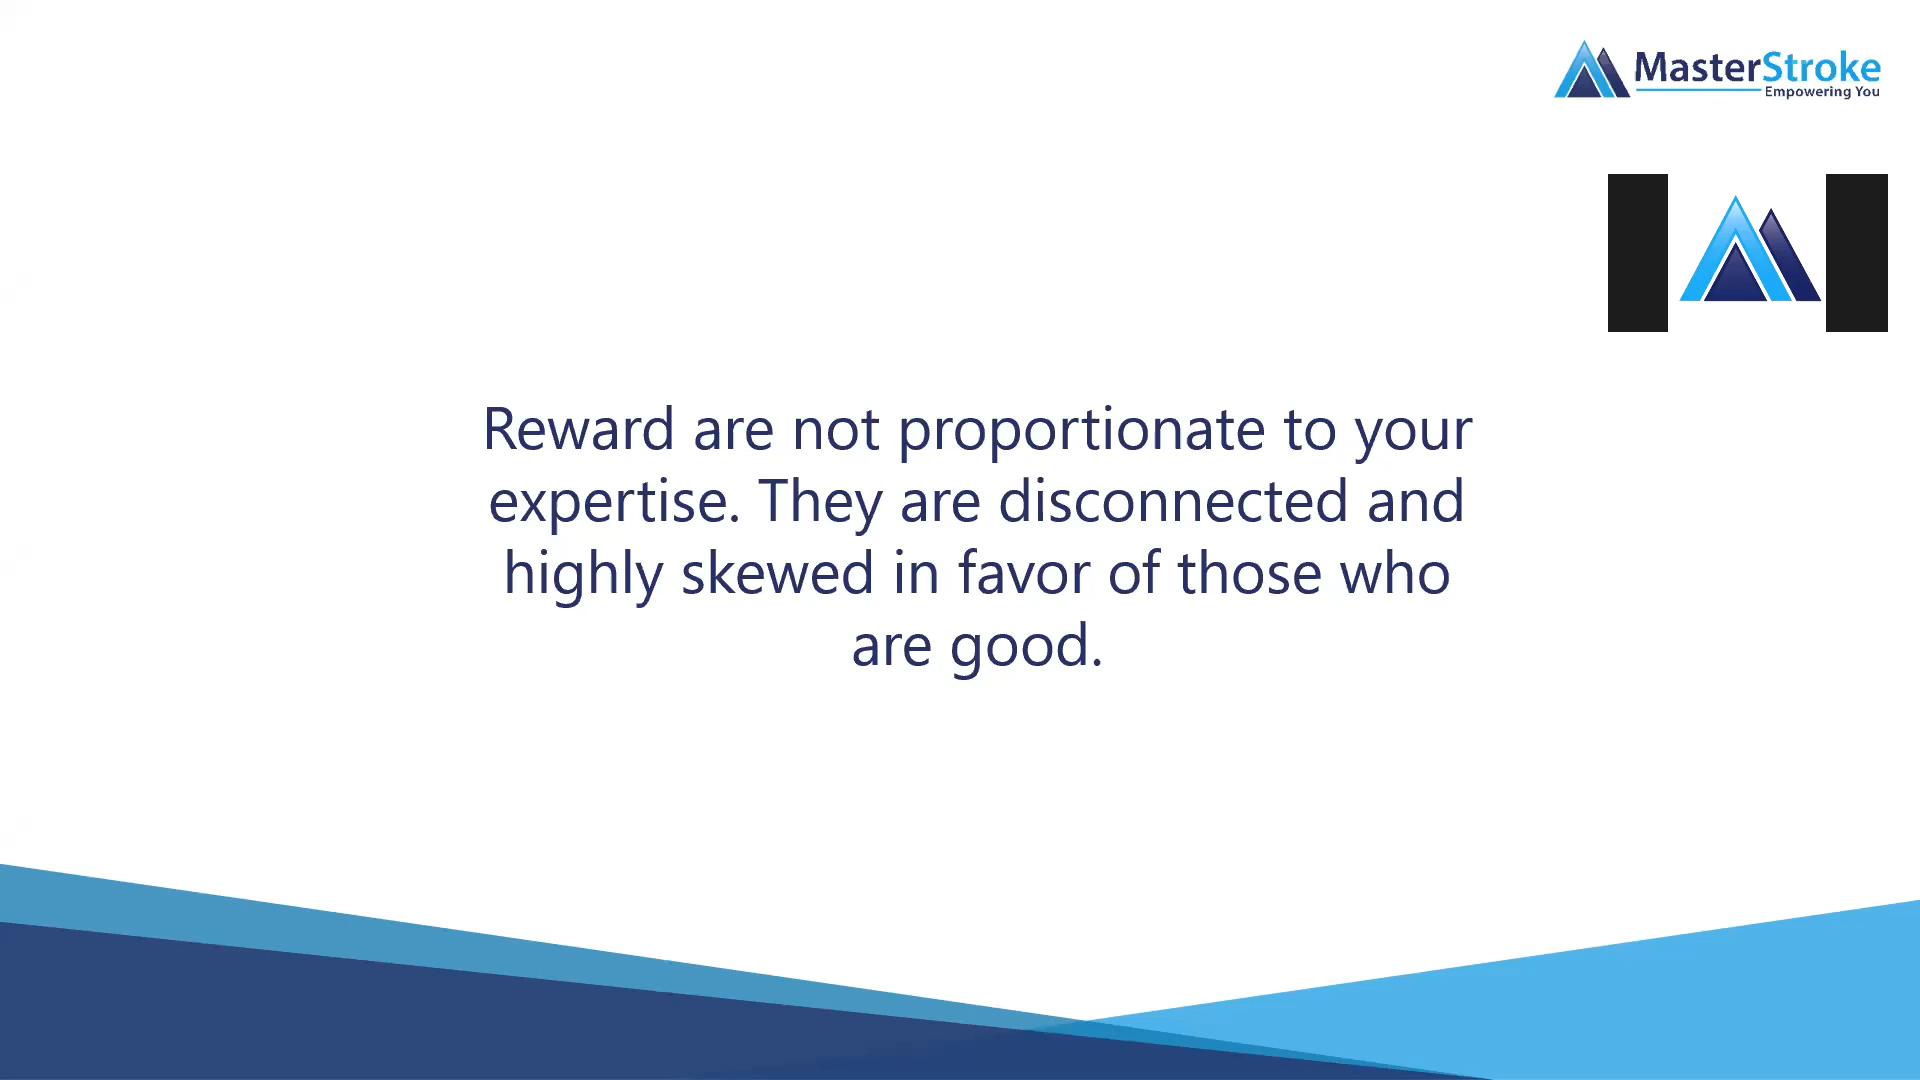 MasterStroke
Empowering You
Reward are not proportionate to your
expertise. They are disconnected and
highly skewed in favor of those who
are good.